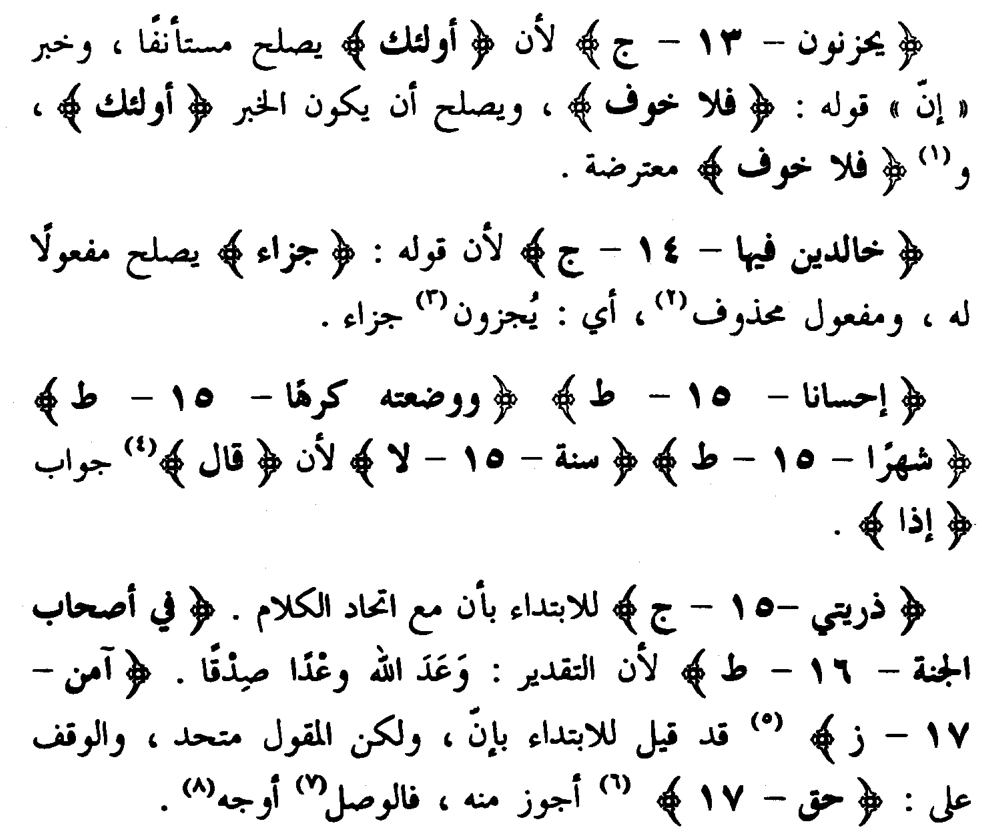 ﴿ يحزنون – ١٣ – ج ﴾ لأن ﴿ أولئك ﴾ يصلح مستأنفًا ، وخبر
« إنّ » قوله : ﴿ فلا خوف ﴾ ، ويصلح أن يكون الخبر ﴿ أولئك ﴾ ،
و(١) ﴿ فلا خوف ﴾ معترضة .
﴿ خالدين فيها – ١٤ – ج ﴾ لأن قوله : ﴿ جزاء ﴾ يصلح مفعولًا
له ، ومفعول محذوف(٢) ، أي : يُجزون(٣) جزاء .
﴿ إحسانا – ١٥ – ط ﴾ ﴿ ووضعته كرهًا – ١٥ – ط ﴾
﴿ شهرًا – ١٥ – ط ﴾ ﴿ سنة – ١٥ – لا ﴾ لأن ﴿ قال ﴾(٤) جواب
﴿ إذا ﴾ .
﴿ ذريتي –١٥ – ج ﴾ للابتداء بأن مع اتحاد الكلام . ﴿ في أصحاب
الجنة – ١٦ – ط ﴾ لأن التقدير : وَعَدَ الله وعْدًا صِدْقًا . ﴿ آمن –
١٧ – ز ﴾ (٥) قد قيل للابتداء بإنّ ، ولكن المقول متحد ، والوقف
على : ﴿ حق – ١٧ ﴾ (٦) أجوز منه ، فالوصل(٧) أوجه(٨) .